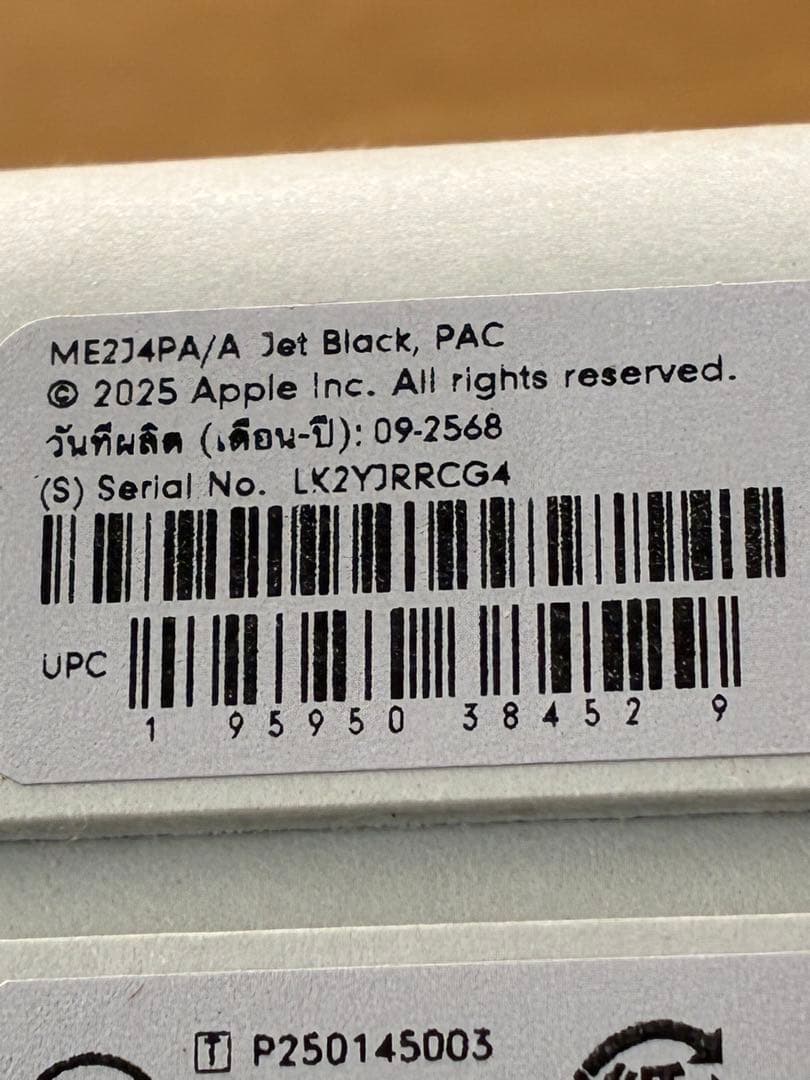 ME2J4PA/A Jet Black, PAC
© 2025 Apple Inc. All rights reserved.
วันที่ผลิต (เดือน-ปี): 09-2568
(S) Serial No. LK2YJRRCG4
UPC
1 95950 38452 9
T P250145003